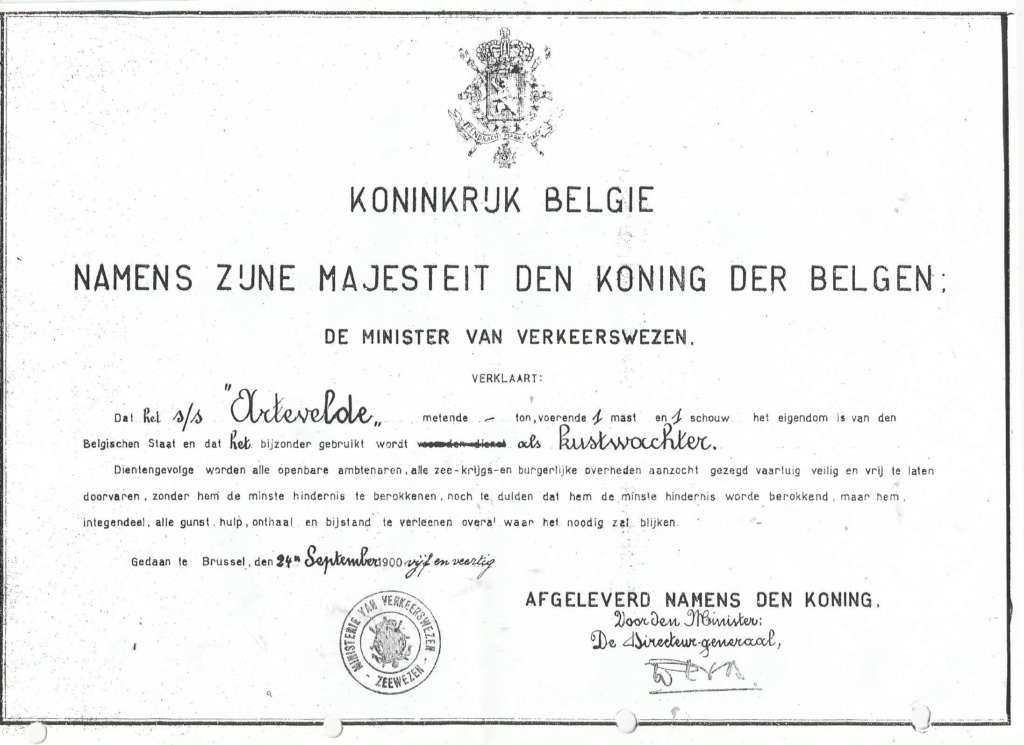 EENDRACHT MAAKT MACHT
KONINKRIJK BELGIE
NAMENS ZIJNE MAJESTEIT DEN KONING DER BELGEN;
DE MINISTER VAN VERKEERSWEZEN.
VERKLAART:
Dat het s/s "Artevelde„ metende – ton, voerende 1 mast en 1 schouw het eigendom is van den
Belgischen Staat en dat het bijzonder gebruikt wordt voor den dienst als kustwachter.
Dientengevolge worden alle openbare ambtenaren, alle zee-krijgs-en burgerlijke overheden aanzocht gezegd vaartuig veilig en vrij te laten
doorvaren, zonder hem de minste hindernis te berokkenen, noch te dulden dat hem de minste hindernis worde berokkend, maar hem,
integendeel, alle gunst, hulp, onthaal en bijstand te verleenen overal waar het noodig zal blijken.
Gedaan te Brussel, den 24n September 1900 vijf en veertig
AFGELEVERD NAMENS DEN KONING,
Voor den Minister:
De Directeur-generaal,
MINISTERIE VAN VERKEERSWEZEN
- ZEEWEZEN -